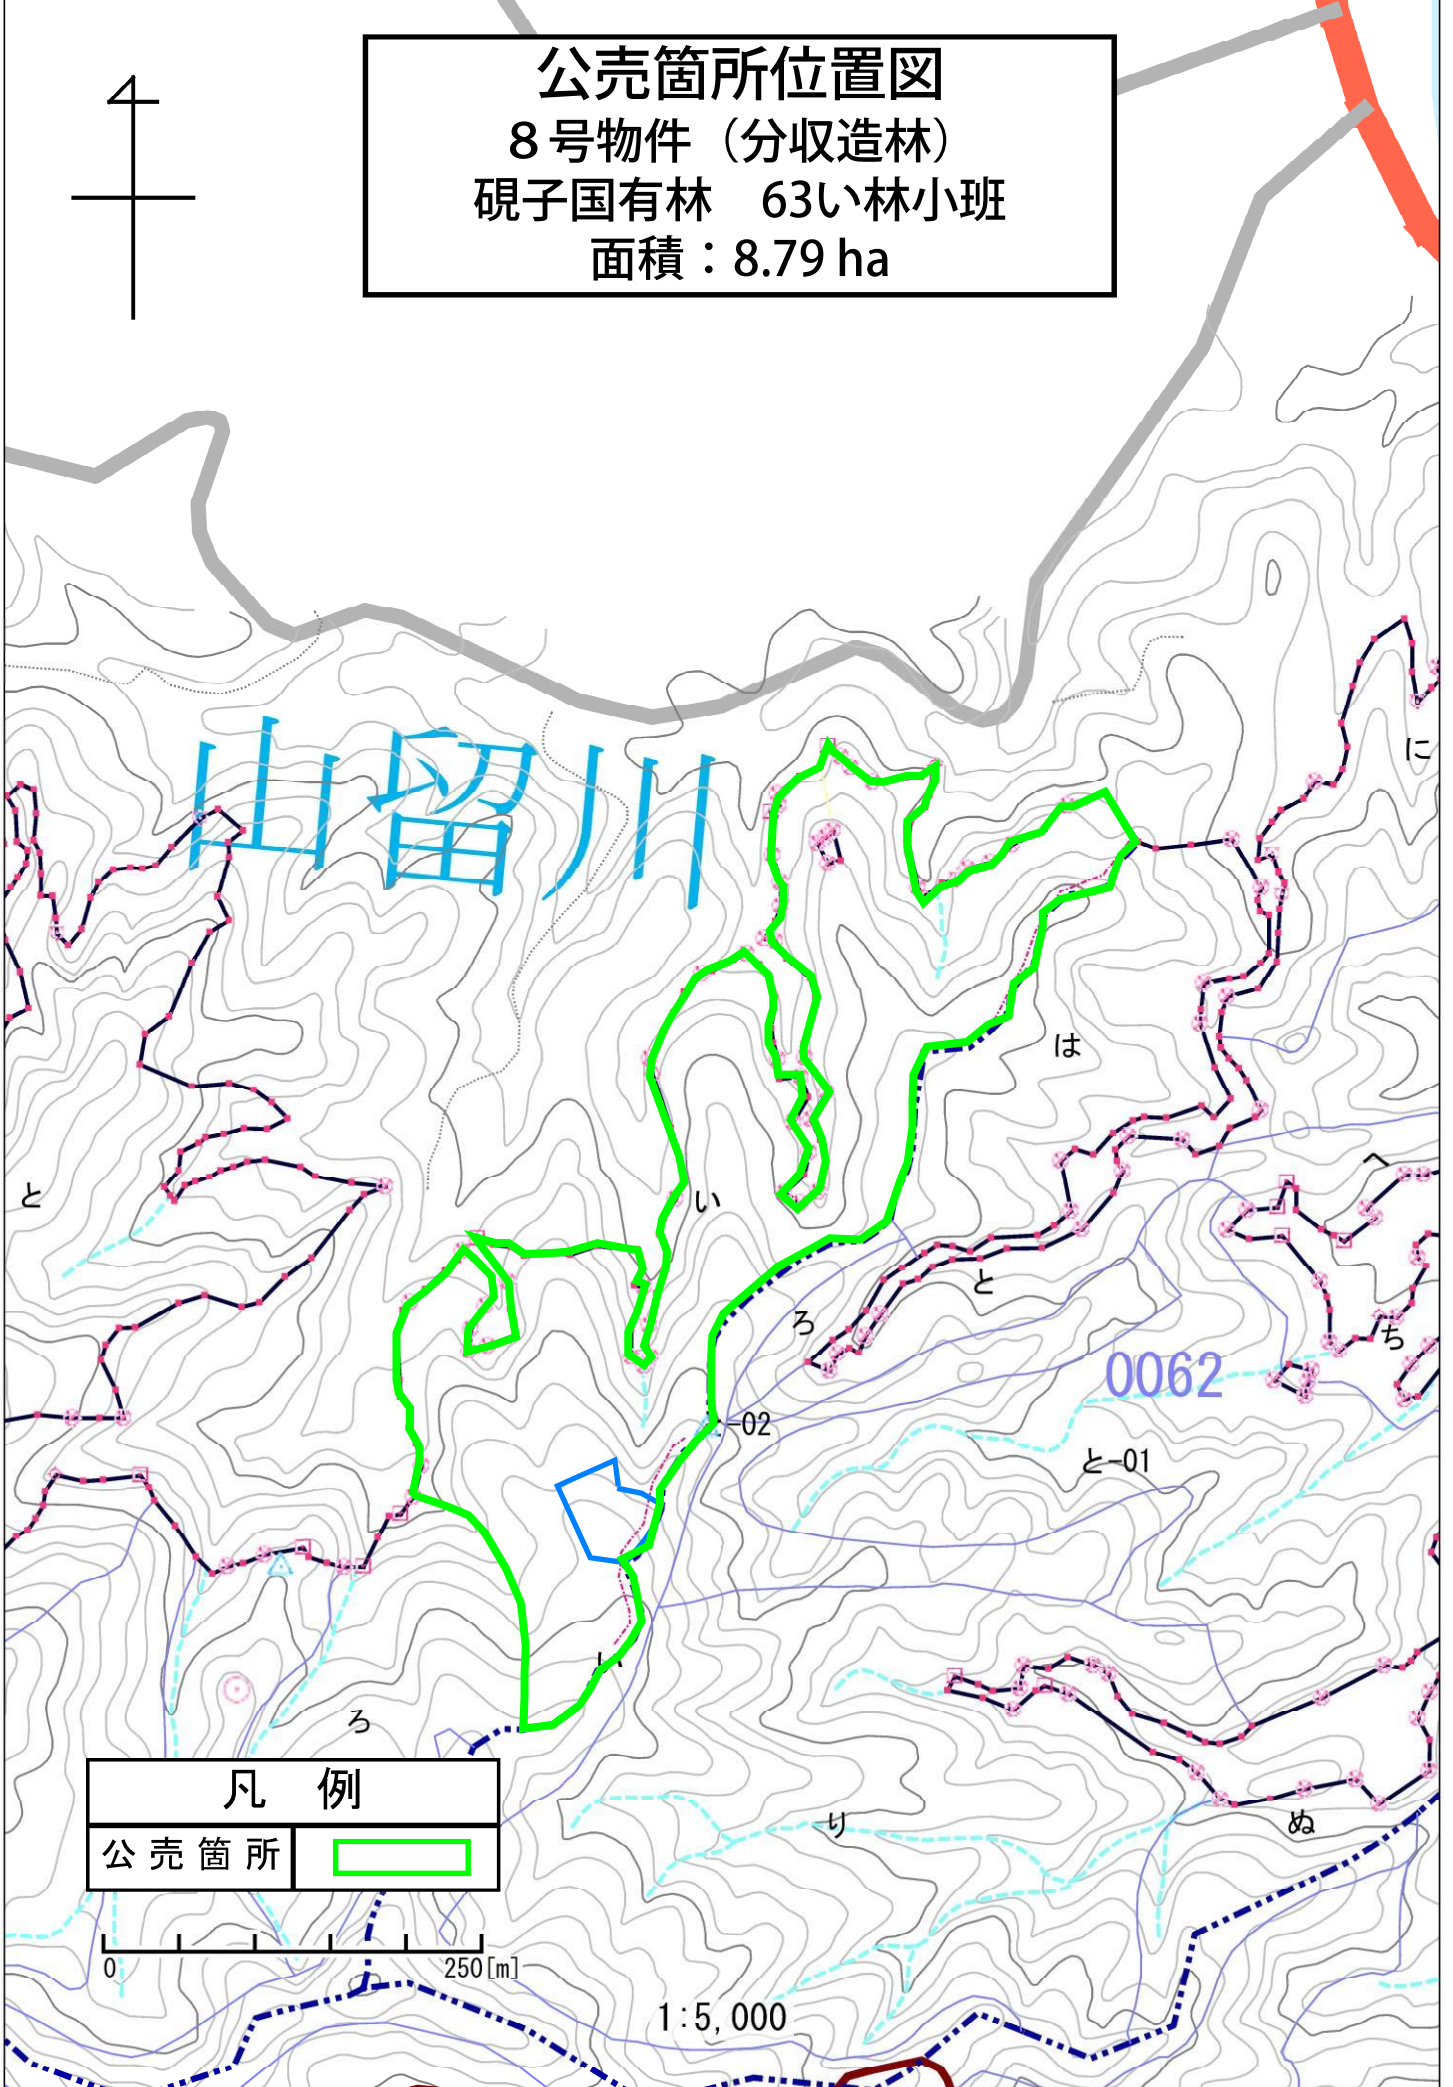 公売箇所位置図
８号物件（分収造林）
硯子国有林　63い林小班
面積：8.79 ha
山留川
に
は
と
へ
い
と
ろ
ち
0062
-02
と-01
い
ろ
り
ぬ
凡　例
公売箇所
0 250[m]
1:5,000